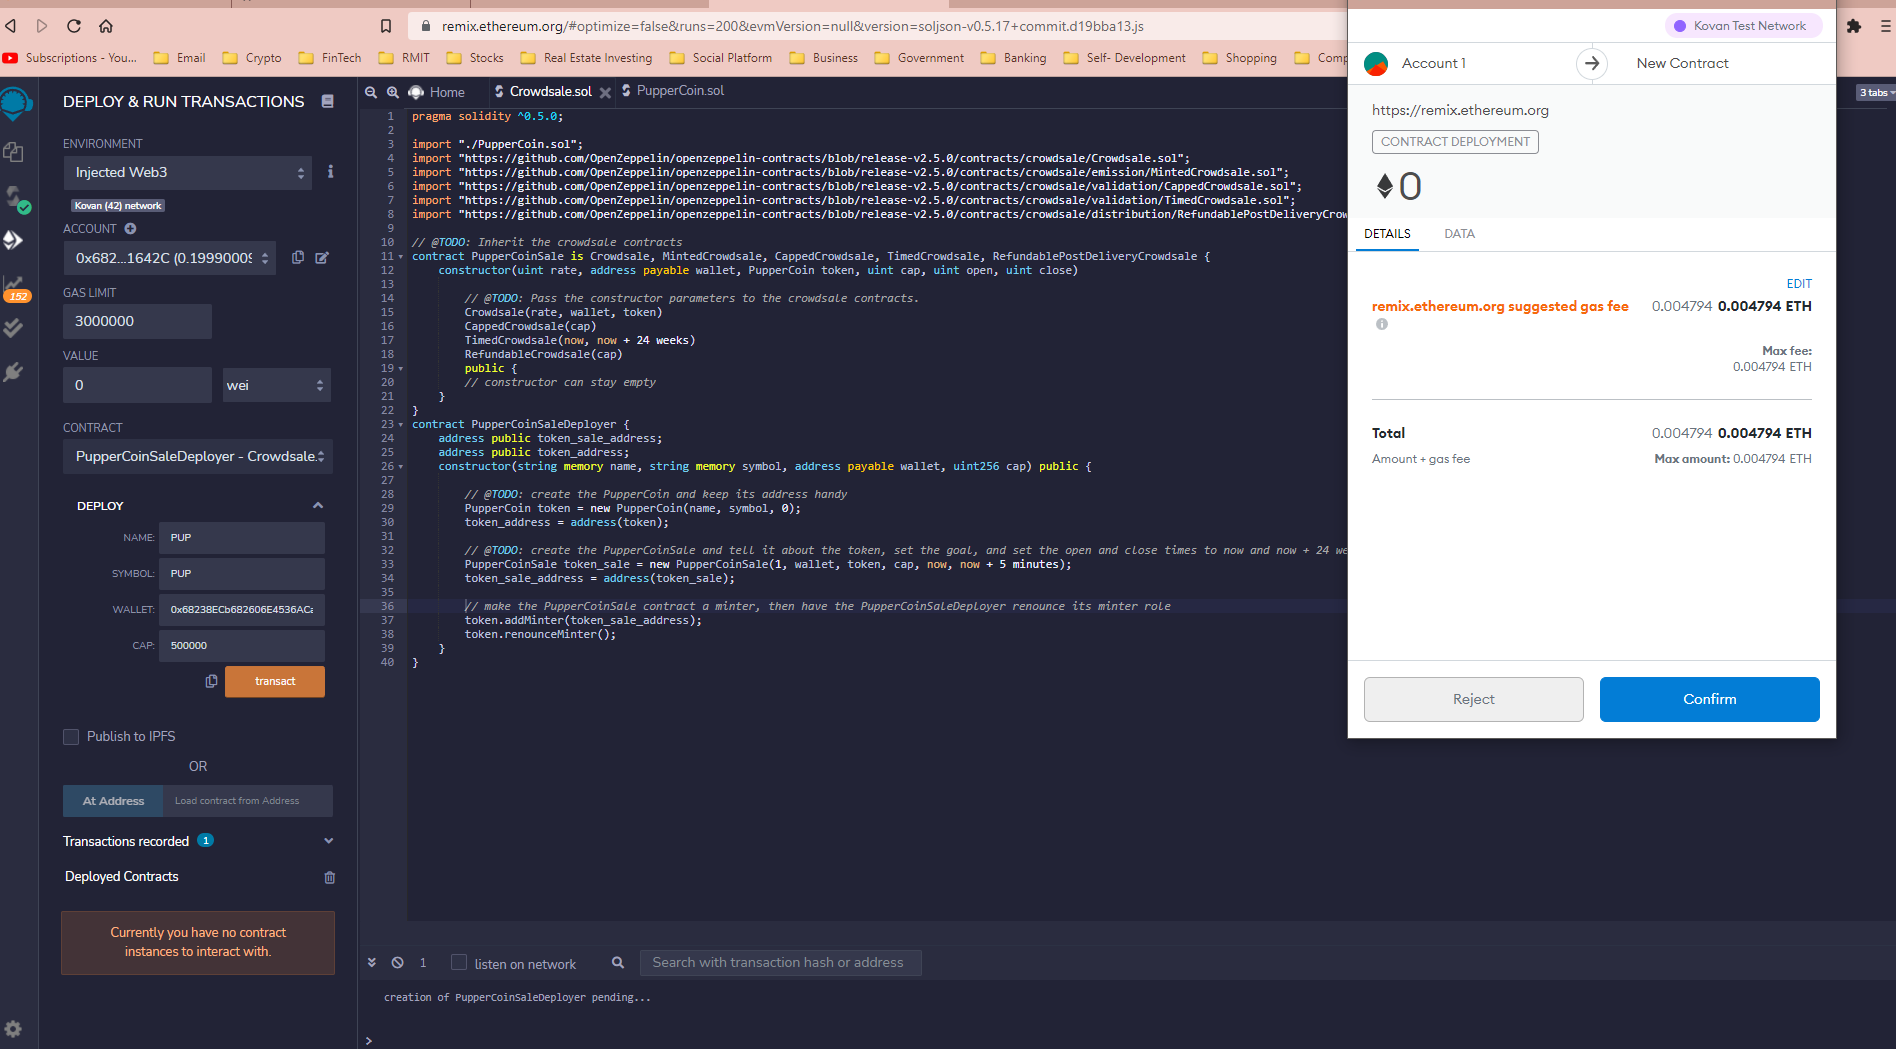 remix.ethereum.org/#optimize=false&runs=200&evmVersion=null&version=soljson-v0.5.17+commit.d19bba13.js
Subscriptions - You... Email Crypto FinTech RMIT Stocks Real Estate Investing Social Platform Business Government Banking Self- Development Shopping Comp
DEPLOY & RUN TRANSACTIONS
ENVIRONMENT
Injected Web3
Kovan (42) network
ACCOUNT
0x682...1642C (0.19990009
GAS LIMIT
3000000
VALUE
0 wei
CONTRACT
PupperCoinSaleDeployer - Crowdsale.
DEPLOY
NAME: PUP
SYMBOL: PUP
WALLET: 0x68238ECb682606E4536ACa
CAP: 500000
transact
Publish to IPFS
OR
At Address Load contract from Address
Transactions recorded 1
Deployed Contracts
Currently you have no contract
instances to interact with.
152
Home Crowdsale.sol PupperCoin.sol
3 tabs
1 pragma solidity ^0.5.0;
2
3 import "./PupperCoin.sol";
4 import "https://github.com/OpenZeppelin/openzeppelin-contracts/blob/release-v2.5.0/contracts/crowdsale/Crowdsale.sol";
5 import "https://github.com/OpenZeppelin/openzeppelin-contracts/blob/release-v2.5.0/contracts/crowdsale/emission/MintedCrowdsale.sol";
6 import "https://github.com/OpenZeppelin/openzeppelin-contracts/blob/release-v2.5.0/contracts/crowdsale/validation/CappedCrowdsale.sol";
7 import "https://github.com/OpenZeppelin/openzeppelin-contracts/blob/release-v2.5.0/contracts/crowdsale/validation/TimedCrowdsale.sol";
8 import "https://github.com/OpenZeppelin/openzeppelin-contracts/blob/release-v2.5.0/contracts/crowdsale/distribution/RefundablePostDeliveryCrow
9
10 // @TODO: Inherit the crowdsale contracts
11 contract PupperCoinSale is Crowdsale, MintedCrowdsale, CappedCrowdsale, TimedCrowdsale, RefundablePostDeliveryCrowdsale {
12 constructor(uint rate, address payable wallet, PupperCoin token, uint cap, uint open, uint close)
13
14 // @TODO: Pass the constructor parameters to the crowdsale contracts.
15 Crowdsale(rate, wallet, token)
16 CappedCrowdsale(cap)
17 TimedCrowdsale(now, now + 24 weeks)
18 RefundableCrowdsale(cap)
19 public {
20 // constructor can stay empty
21 }
22 }
23 contract PupperCoinSaleDeployer {
24 address public token_sale_address;
25 address public token_address;
26 constructor(string memory name, string memory symbol, address payable wallet, uint256 cap) public {
27
28 // @TODO: create the PupperCoin and keep its address handy
29 PupperCoin token = new PupperCoin(name, symbol, 0);
30 token_address = address(token);
31
32 // @TODO: create the PupperCoinSale and tell it about the token, set the goal, and set the open and close times to now and now + 24 we
33 PupperCoinSale token_sale = new PupperCoinSale(1, wallet, token, cap, now, now + 5 minutes);
34 token_sale_address = address(token_sale);
35
36 // make the PupperCoinSale contract a minter, then have the PupperCoinSaleDeployer renounce its minter role
37 token.addMinter(token_sale_address);
38 token.renounceMinter();
39 }
40 }
1 listen on network Search with transaction hash or address
creation of PupperCoinSaleDeployer pending...
>
Kovan Test Network
Account 1 New Contract
https://remix.ethereum.org
CONTRACT DEPLOYMENT
0
DETAILS DATA
EDIT
remix.ethereum.org suggested gas fee 0.004794 0.004794 ETH
Max fee:
0.004794 ETH
Total 0.004794 0.004794 ETH
Amount + gas fee Max amount: 0.004794 ETH
Reject Confirm